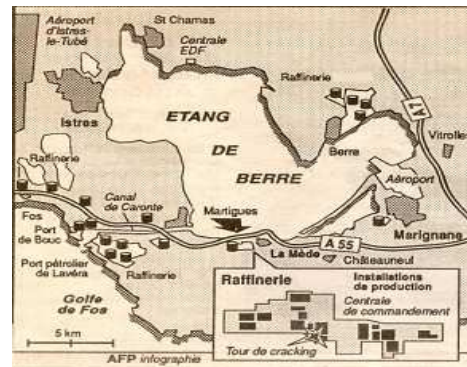 Aéroport
d'Istres-
le-Tubé
St Chamas
Centrale
EDF
Raffinerie
A7
Istres
ETANG
DE
BERRE
Berre
Vitrolles
Aéroport
Raffinerie
Canal
de Caronte
Martigues
Marignane
Fos
Port
de Bouc
A 55
La Mède
Châteauneuf
Port pétrolier
de Lavéra
Raffinerie
Golfe
de Fos
5 km
Raffinerie
Installations
de production
Centrale
de commandement
Tour de cracking
AFP infographie